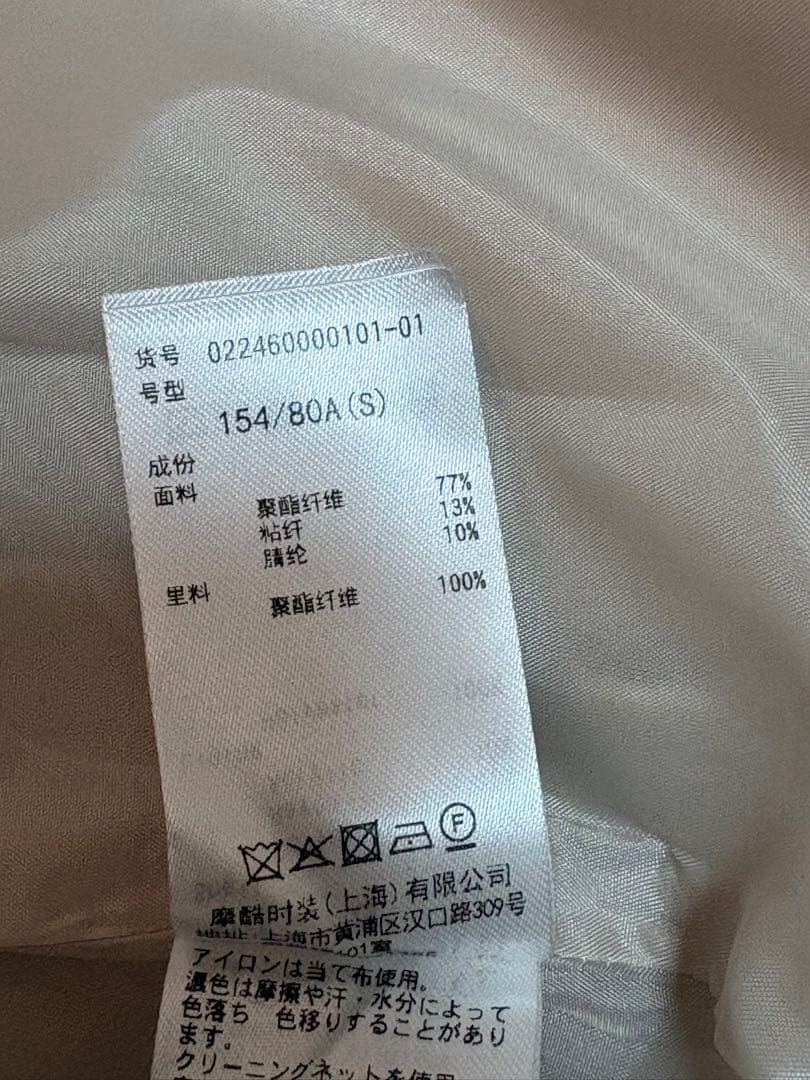 货号 022460000101-01
号型
154/80A(S)
成份
面料 聚酯纤维 77%
粘纤 13%
腈纶 10%
里料 聚酯纤维 100%
F
摩酷时装(上海)有限公司
上海市黄浦区汉口路309号
アイロンは当て布使用。
濃色は摩擦や汗・水分によって
色落ち 色移りすることがあり
ます。
クリーニングネットを使用